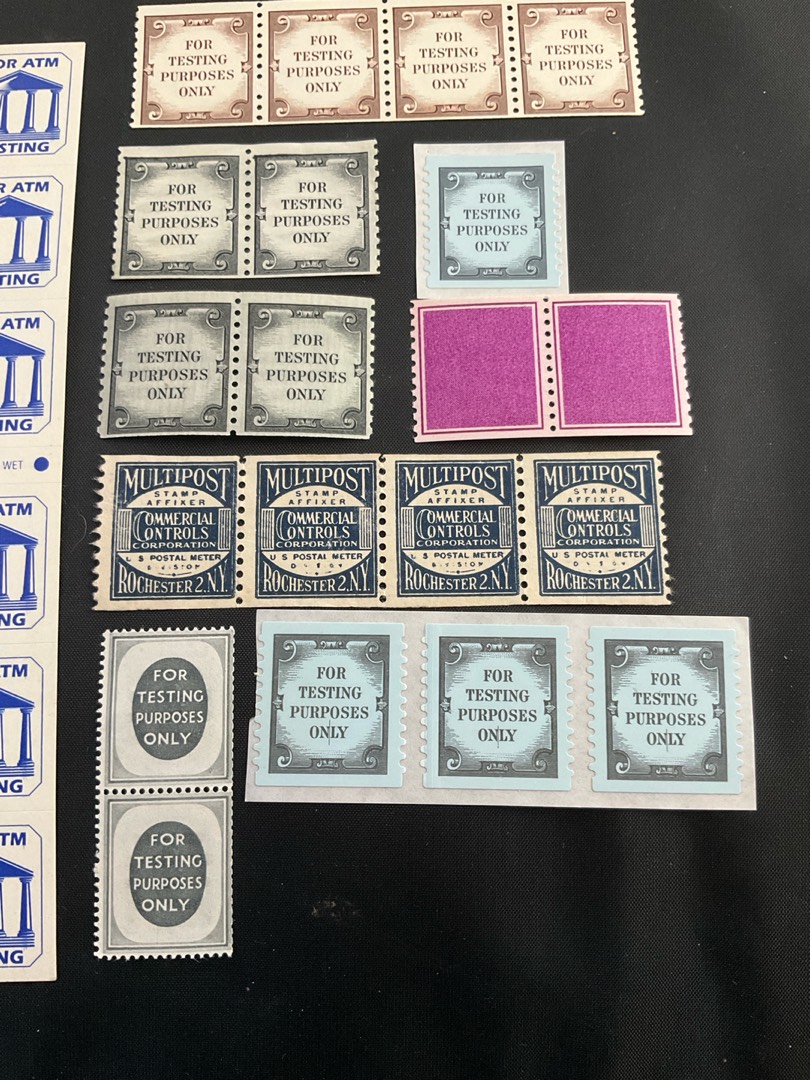 OR ATM
STING
R ATM
TING
ATM
ING
WET
ATM
NG
TM
NG
TM
NG
FOR
TESTING
PURPOSES
ONLY
FOR
TESTING
PURPOSES
ONLY
FOR
TESTING
PURPOSES
ONLY
FOR
TESTING
PURPOSES
ONLY
FOR
TESTING
PURPOSES
ONLY
FOR
TESTING
PURPOSES
ONLY
FOR
TESTING
PURPOSES
ONLY
FOR
TESTING
PURPOSES
ONLY
FOR
TESTING
PURPOSES
ONLY
MULTIPOST
STAMP
AFFIXER
COMMERCIAL
CONTROLS
CORPORATION
U S POSTAL METER
ROCHESTER 2, N.Y.
MULTIPOST
STAMP
AFFIXER
COMMERCIAL
CONTROLS
CORPORATION
U S POSTAL METER
ROCHESTER 2, N.Y.
MULTIPOST
STAMP
AFFIXER
COMMERCIAL
CONTROLS
CORPORATION
U S POSTAL METER
ROCHESTER 2, N.Y.
MULTIPOST
STAMP
AFFIXER
COMMERCIAL
CONTROLS
CORPORATION
U S POSTAL METER
ROCHESTER 2, N.Y.
FOR
TESTING
PURPOSES
ONLY
FOR
TESTING
PURPOSES
ONLY
FOR
TESTING
PURPOSES
ONLY
FOR
TESTING
PURPOSES
ONLY
FOR
TESTING
PURPOSES
ONLY